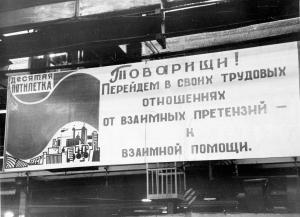 ДЕСЯТАЯ
ПЯТИЛЕТКА
ТОВАРИЩИ!
ПЕРЕЙДЕМ В СВОИХ ТРУДОВЫХ
ОТНОШЕНИЯХ
ОТ ВЗАИМНЫХ ПРЕТЕНЗИЙ —
К
ВЗАИМНОЙ ПОМОЩИ.